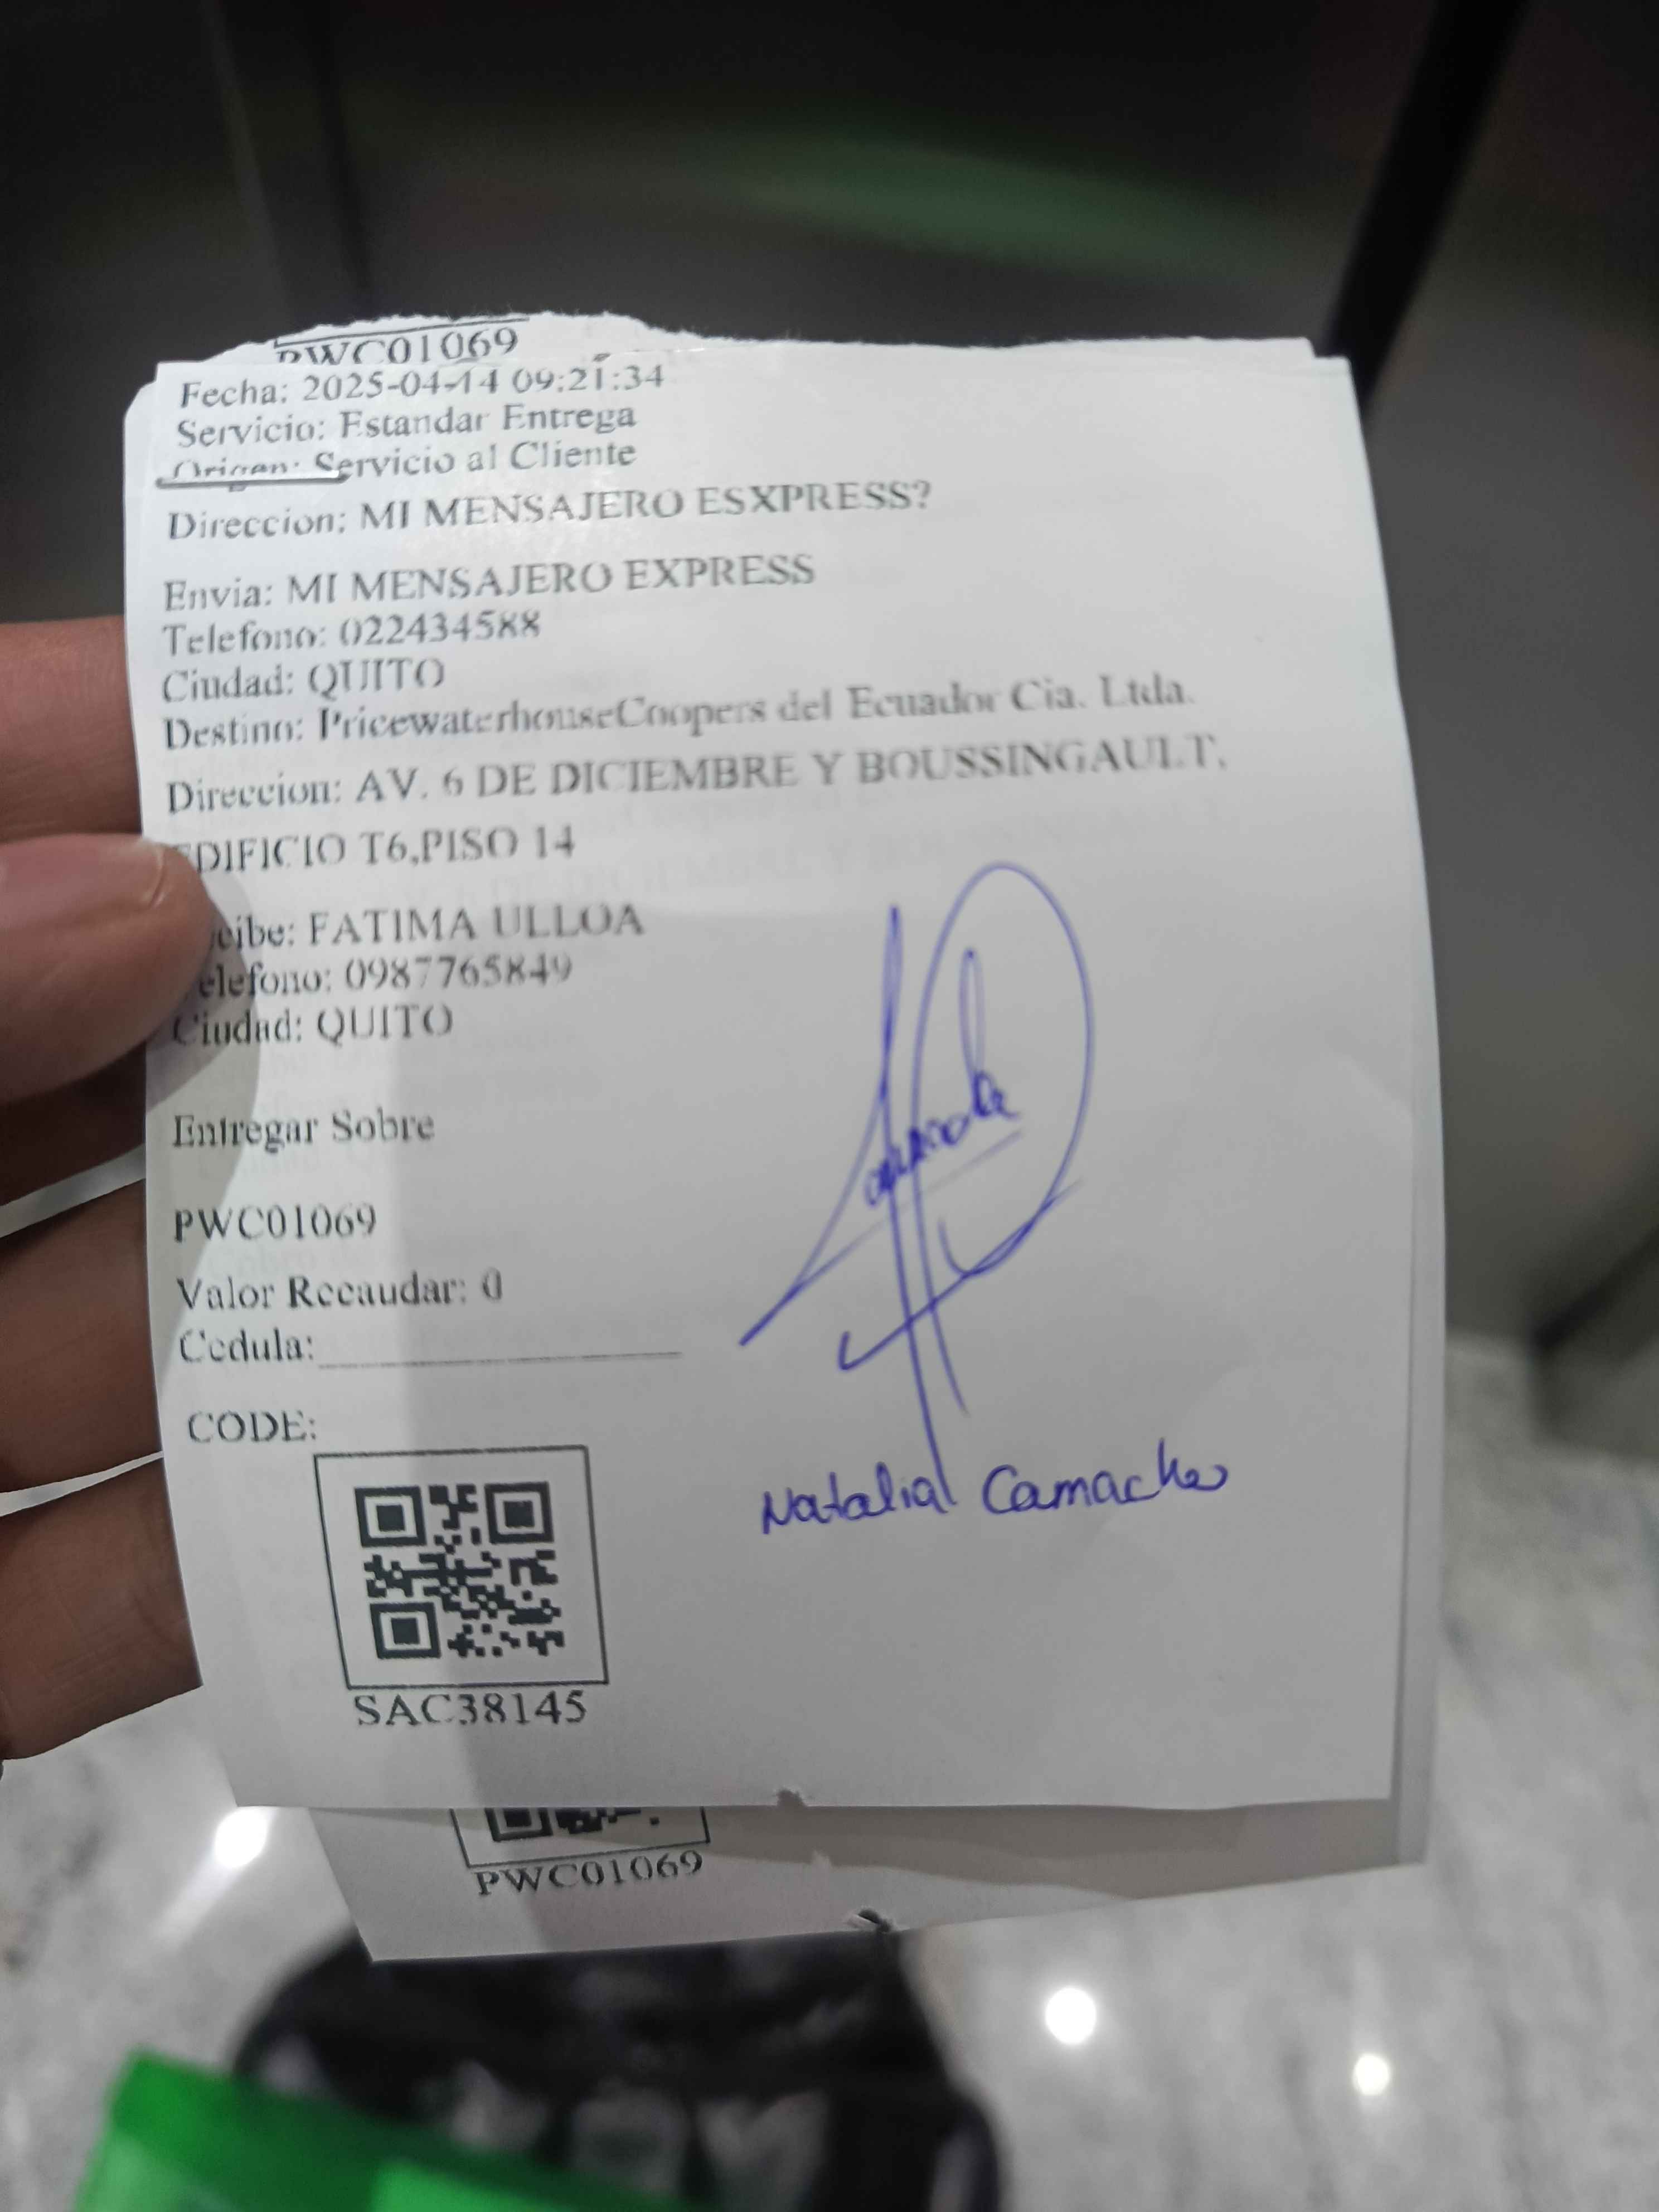 PWC01069
Fecha: 2025-04-14 09:21:34
Servicio: Estandar Entrega
Origen: Servicio al Cliente
Direccion: MI MENSAJERO ESXPRESS?
Envia: MI MENSAJERO EXPRESS
Telefono: 022434588
Ciudad: QUITO
Destino: PricewaterhouseCoopers del Ecuador Cia. Ltda.
Direccion: AV. 6 DE DICIEMBRE Y BOUSSINGAULT,
EDIFICIO T6,PISO 14
cibe: FATIMA ULLOA
elefono: 0987765849
Ciudad: QUITO
Entregar Sobre
PWC01069
Valor Recaudar: 0
Cedula:
CODE:
Natalia Camacho
SAC38145
PWC01069